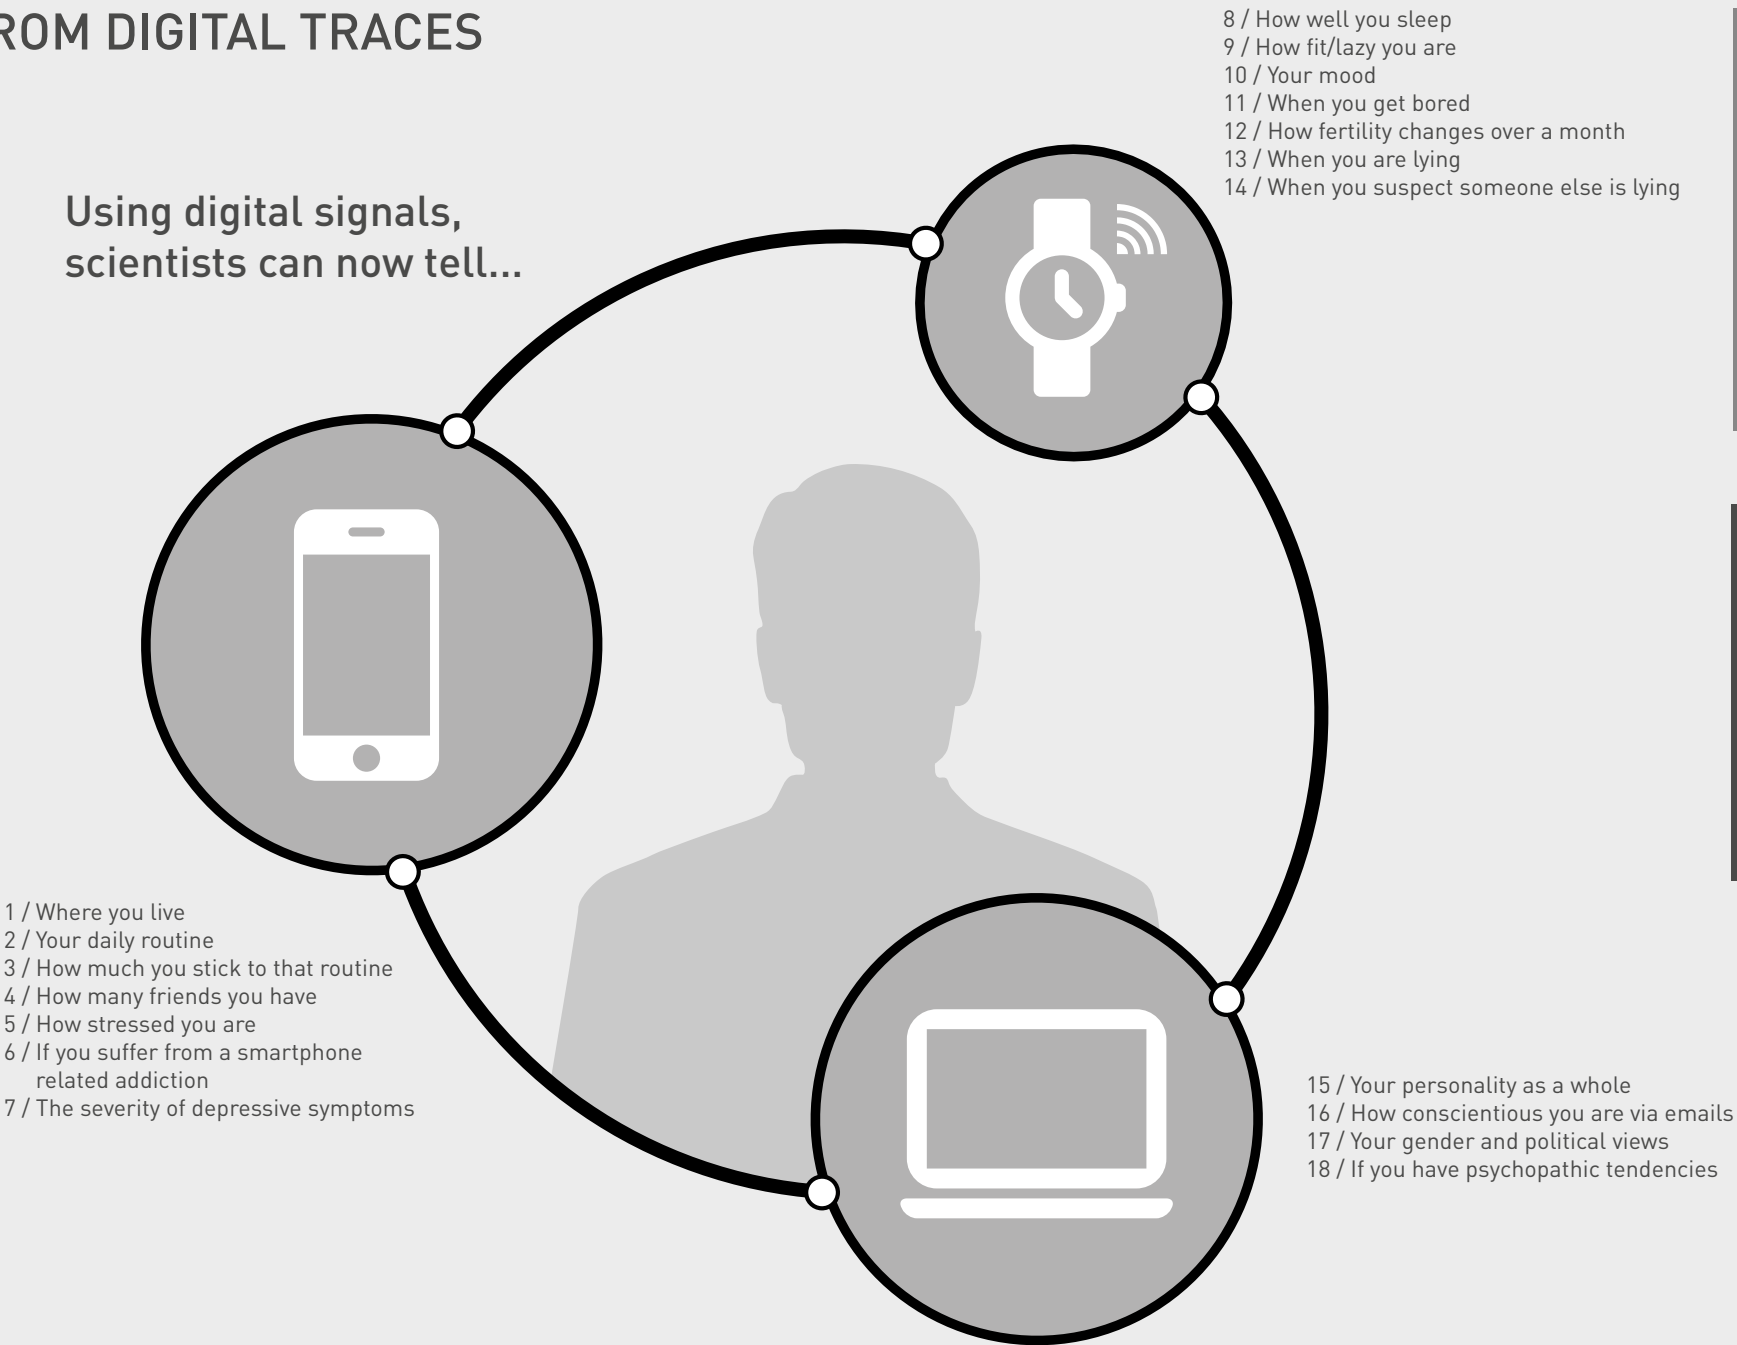 ROM DIGITAL TRACES
Using digital signals,
scientists can now tell...
8 / How well you sleep
9 / How fit/lazy you are
10 / Your mood
11 / When you get bored
12 / How fertility changes over a month
13 / When you are lying
14 / When you suspect someone else is lying
1 / Where you live
2 / Your daily routine
3 / How much you stick to that routine
4 / How many friends you have
5 / How stressed you are
6 / If you suffer from a smartphone
related addiction
7 / The severity of depressive symptoms
15 / Your personality as a whole
16 / How conscientious you are via emails
17 / Your gender and political views
18 / If you have psychopathic tendencies